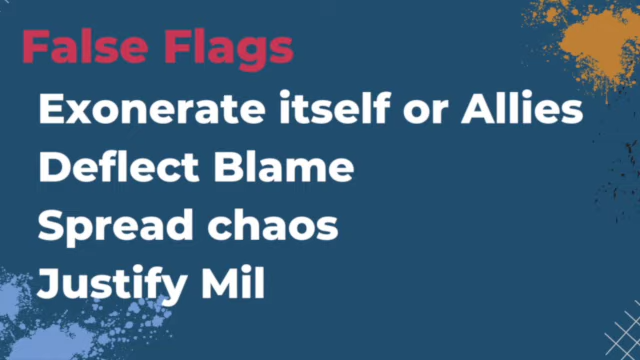 False Flags
Exonerate itself or Allies
Deflect Blame
Spread chaos
Justify Mil